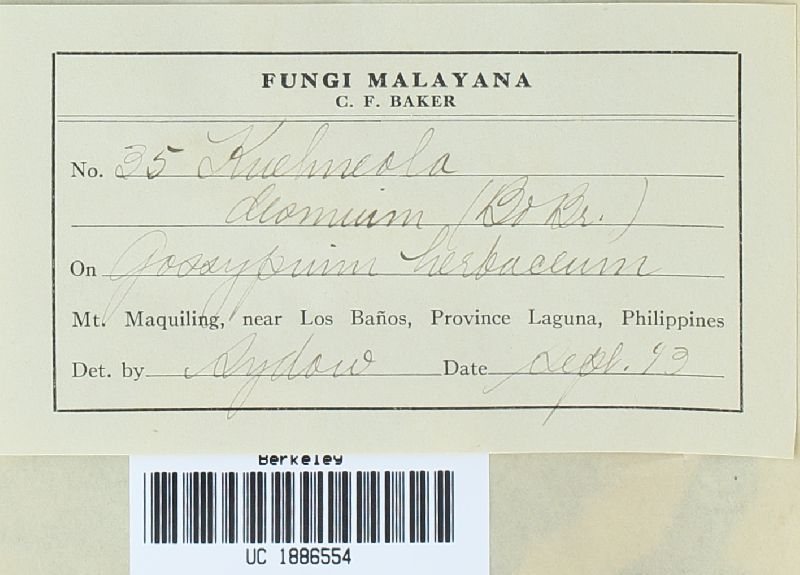 FUNGI MALAYANA
C. F. BAKER
No. 35 Kuehneola
desmium (B & Br.)
On Gossypium herbaceum
Mt. Maquiling, near Los Baños, Province Laguna, Philippines
Det. by Sydow Date Sept. 13
Berkeley
UC 1886554